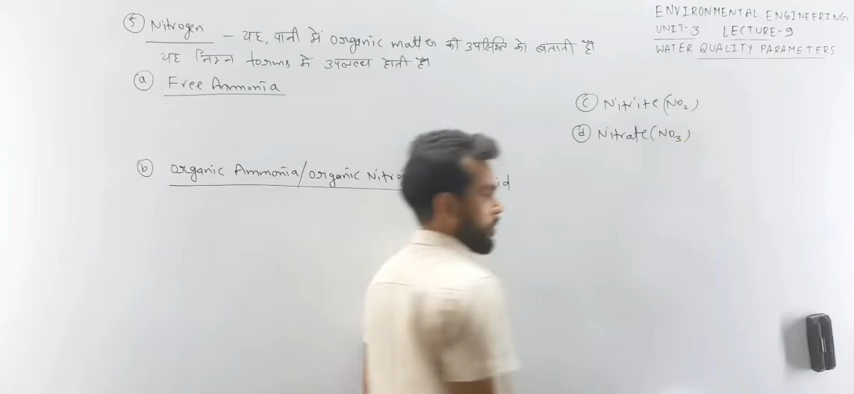 ENVIRONMENTAL ENGINEERING
UNIT-3 LECTURE-9
WATER QUALITY PARAMETERS
⑤ Nitrogen - यह, पानी में organic matter की उपस्थिति को बताती है।
यह निम्न forms में उपलब्ध होती है।
ⓐ Free Ammonia
ⓑ Organic Ammonia/Organic
ⓒ Nitrite (NO₂)
ⓓ Nitrate (NO₃)